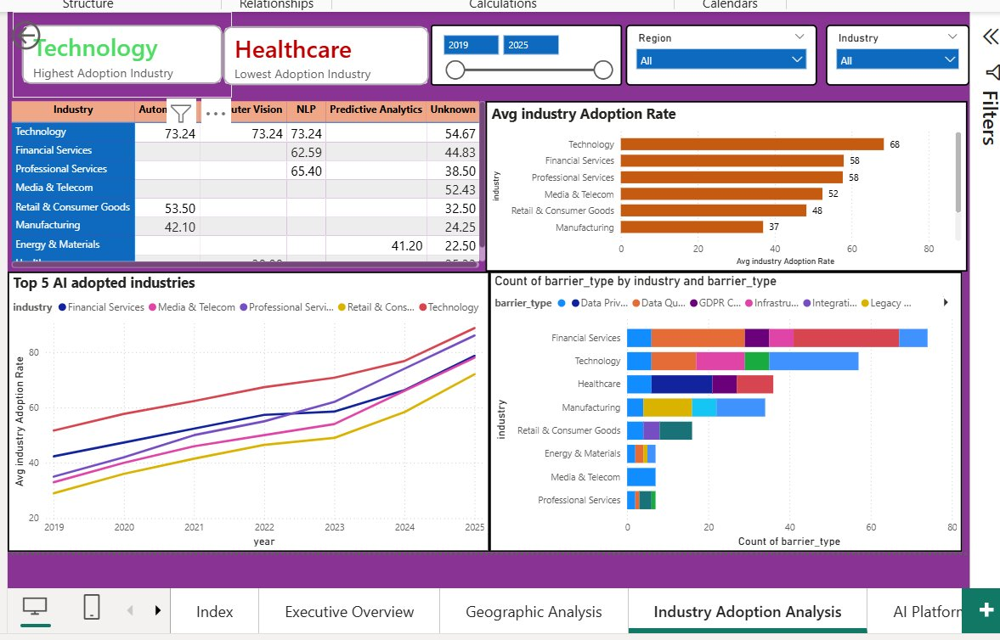 Structure Relationships Calculations Calendars
Technology
Highest Adoption Industry
Healthcare
Lowest Adoption Industry
2019 2025
Region
All
Industry
All
Filters
Industry NLP Predictive Analytics Unknown
Technology 73.24 73.24 73.24 54.67
Financial Services 62.59 44.83
Professional Services 65.40 38.50
Media & Telecom 52.43
Retail & Consumer Goods 53.50 32.50
Manufacturing 42.10 24.25
Energy & Materials 41.20 22.50
Avg industry Adoption Rate
industry
Technology 68
Financial Services 58
Professional Services 58
Media & Telecom 52
Retail & Consumer Goods 48
Manufacturing 37
0 20 40 60 80
Avg industry Adoption Rate
Top 5 AI adopted industries
industry Financial Services Media & Telecom Professional Servi... Retail & Cons... Technology
Avg industry Adoption Rate
80
60
40
20
2019 2020 2021 2022 2023 2024 2025
year
Count of barrier_type by industry and barrier_type
barrier_type Data Priv... Data Qu... GDPR C... Infrastru... Integrati... Legacy ...
industry
Financial Services
Technology
Healthcare
Manufacturing
Retail & Consumer Goods
Energy & Materials
Media & Telecom
Professional Services
0 20 40 60 80
Count of barrier_type
Index Executive Overview Geographic Analysis Industry Adoption Analysis AI Platform